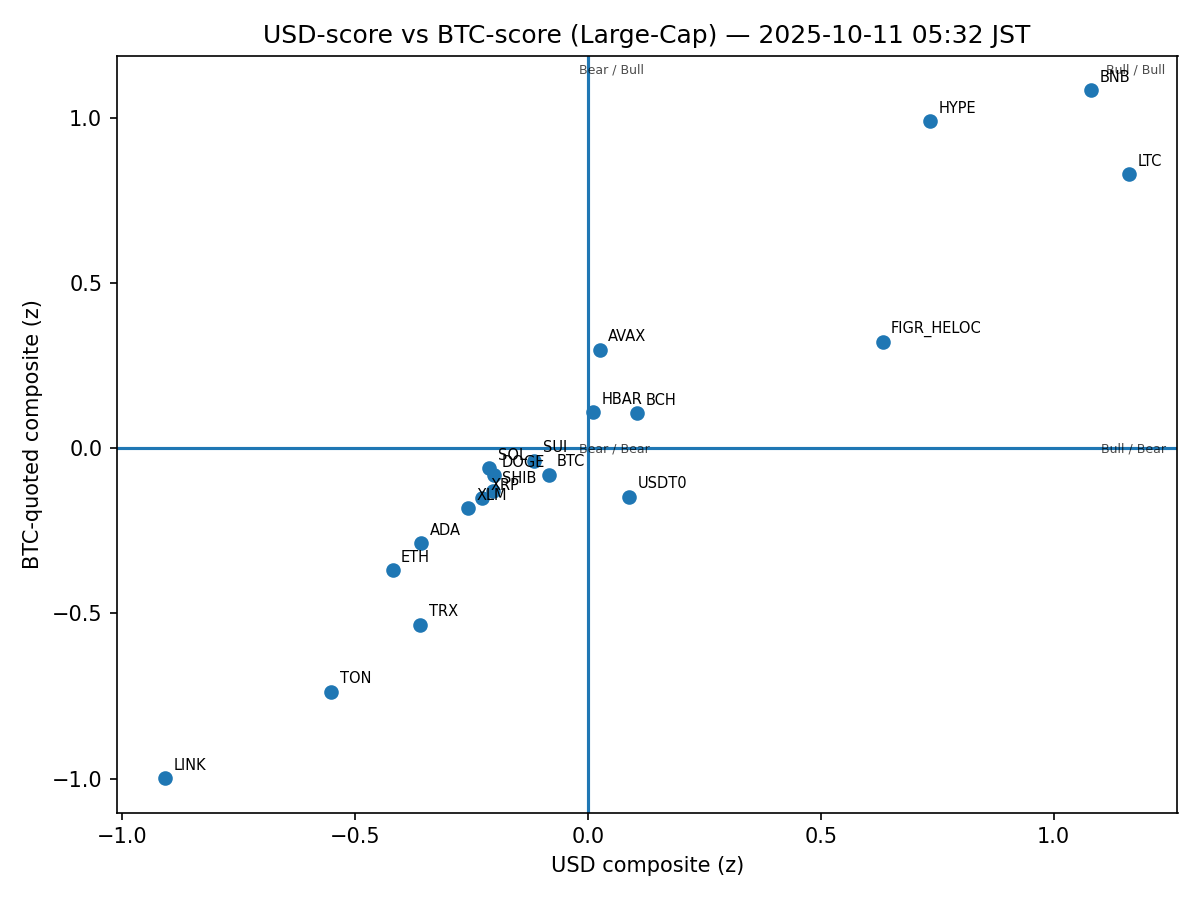 USD-score vs BTC-score (Large-Cap) — 2025-10-11 05:32 JST
Bear / Bull
Bull / Bull
BNB
HYPE
LTC
FIGR_HELOC
AVAX
HBAR
BCH
SUI
Bear / Bear
Bull / Bear
SOL
DOGE
BTC
SHIB
XRP
XLM
USDT0
ADA
ETH
TRX
TON
LINK
1.0
0.5
0.0
−0.5
−1.0
BTC-quoted composite (z)
−1.0
−0.5
0.0
0.5
1.0
USD composite (z)